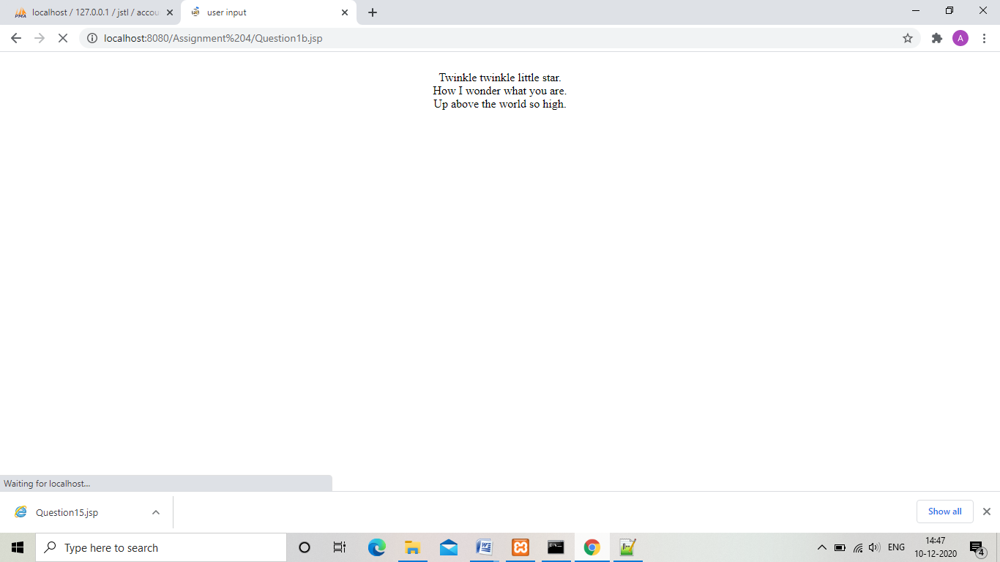 localhost / 127.0.0.1 / jstl / accou
user input
localhost:8080/Assignment%204/Question1b.jsp
A
Twinkle twinkle little star.
How I wonder what you are.
Up above the world so high.
Waiting for localhost...
Question15.jsp
Show all
Type here to search
ENG
14:47
10-12-2020
4